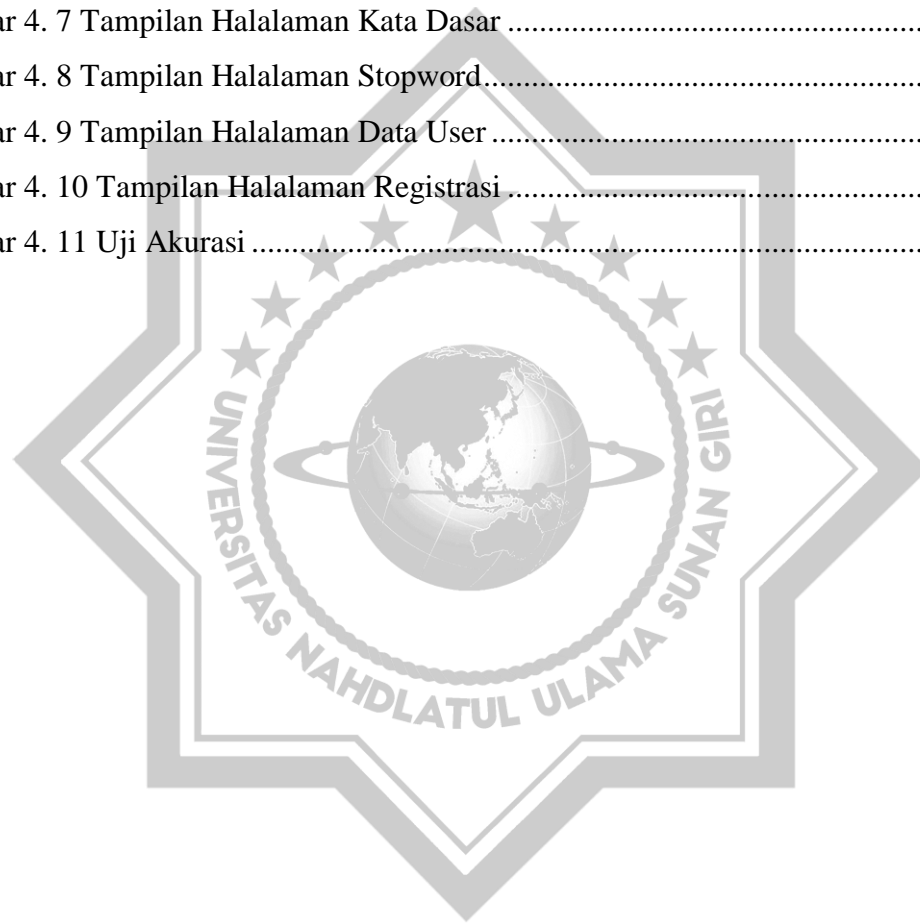 ar 4. 7 Tampilan Halalaman Kata Dasar ........................................................
ar 4. 8 Tampilan Halalaman Stopword...........................................................
ar 4. 9 Tampilan Halalaman Data User ..........................................................
ar 4. 10 Tampilan Halalaman Registrasi ........................................................
ar 4. 11 Uji Akurasi .......................................................................................
UNIVERSITAS NAHDLATUL ULAMA SUNAN GIRI